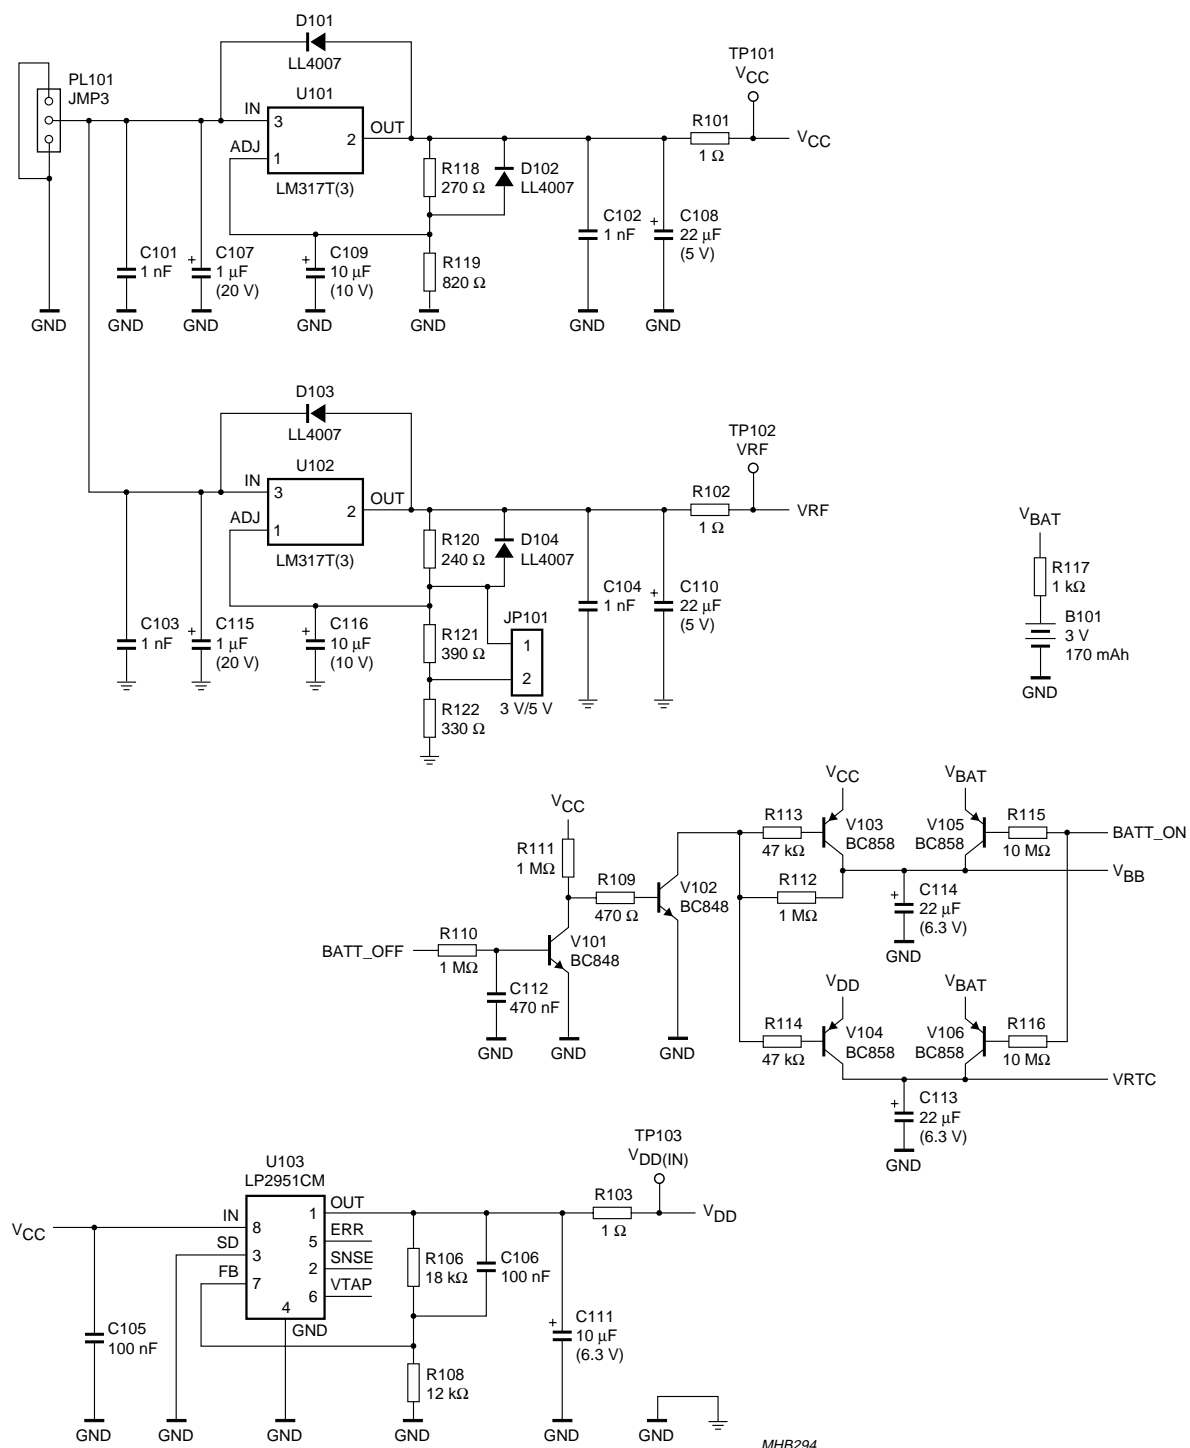 D101
LL4007
PL101
JMP3
U101
IN
3
ADJ
1
2
OUT
LM317T(3)
R118
270 Ω
D102
LL4007
R101
1 Ω
TP101
VCC
VCC
C101
1 nF
C107
1 µF
(20 V)
+
C109
10 µF
(10 V)
+
R119
820 Ω
C102
1 nF
C108
22 µF
(5 V)
+
GND
GND
GND
GND
GND
GND
GND
D103
LL4007
U102
IN
3
ADJ
1
2
OUT
LM317T(3)
R120
240 Ω
D104
LL4007
R102
1 Ω
TP102
VRF
VRF
C103
1 nF
C115
1 µF
(20 V)
+
C116
10 µF
(10 V)
+
R121
390 Ω
JP101
1
2
3 V/5 V
R122
330 Ω
C104
1 nF
C110
22 µF
(5 V)
+
VBAT
R117
1 kΩ
B101
3 V
170 mAh
GND
BATT_OFF
R110
1 MΩ
C112
470 nF
GND
VCC
R111
1 MΩ
V101
BC848
GND
R109
470 Ω
V102
BC848
GND
R113
47 kΩ
VCC
V103
BC858
VBAT
V105
BC858
R115
10 MΩ
BATT_ON
R112
1 MΩ
VBB
C114
22 µF
(6.3 V)
+
GND
R114
47 kΩ
VDD
V104
BC858
VBAT
V106
BC858
R116
10 MΩ
VRTC
C113
22 µF
(6.3 V)
+
GND
U103
LP2951CM
VCC
IN
8
SD
3
FB
7
4
GND
OUT
1
ERR
5
SNSE
2
VTAP
6
C105
100 nF
R106
18 kΩ
C106
100 nF
R108
12 kΩ
C111
10 µF
(6.3 V)
+
R103
1 Ω
TP103
VDD(IN)
VDD
GND
GND
GND
GND
GND
GND
MHB294